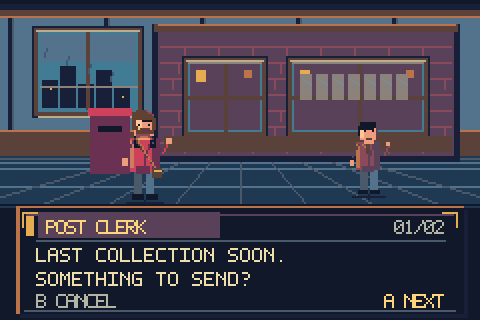 POST CLERK
01/02
LAST COLLECTION SOON.
SOMETHING TO SEND?
B CANCEL
A NEXT